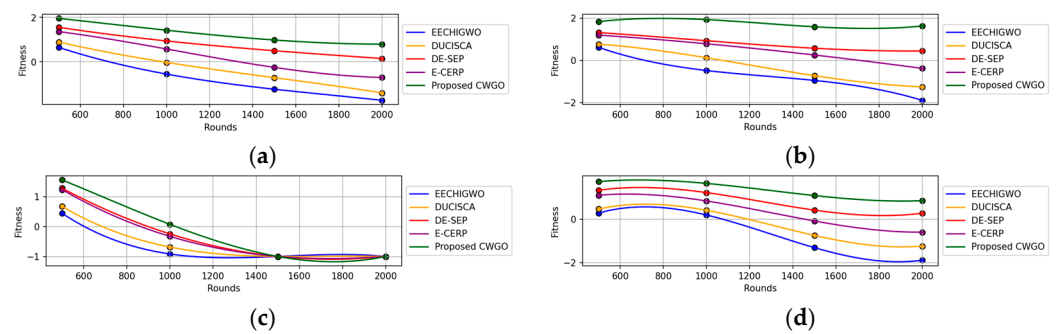 2
0
Fitness
600 800 1000 1200 1400 1600 1800 2000
Rounds
EECHIGWO
DUCISCA
DE-SEP
E-CERP
Proposed CWGO
(a)
2
0
−2
Fitness
600 800 1000 1200 1400 1600 1800 2000
Rounds
EECHIGWO
DUCISCA
DE-SEP
E-CERP
Proposed CWGO
(b)
1
0
−1
Fitness
600 800 1000 1200 1400 1600 1800 2000
Rounds
EECHIGWO
DUCISCA
DE-SEP
E-CERP
Proposed CWGO
(c)
0
−2
Fitness
600 800 1000 1200 1400 1600 1800 2000
Rounds
EECHIGWO
DUCISCA
DE-SEP
E-CERP
Proposed CWGO
(d)